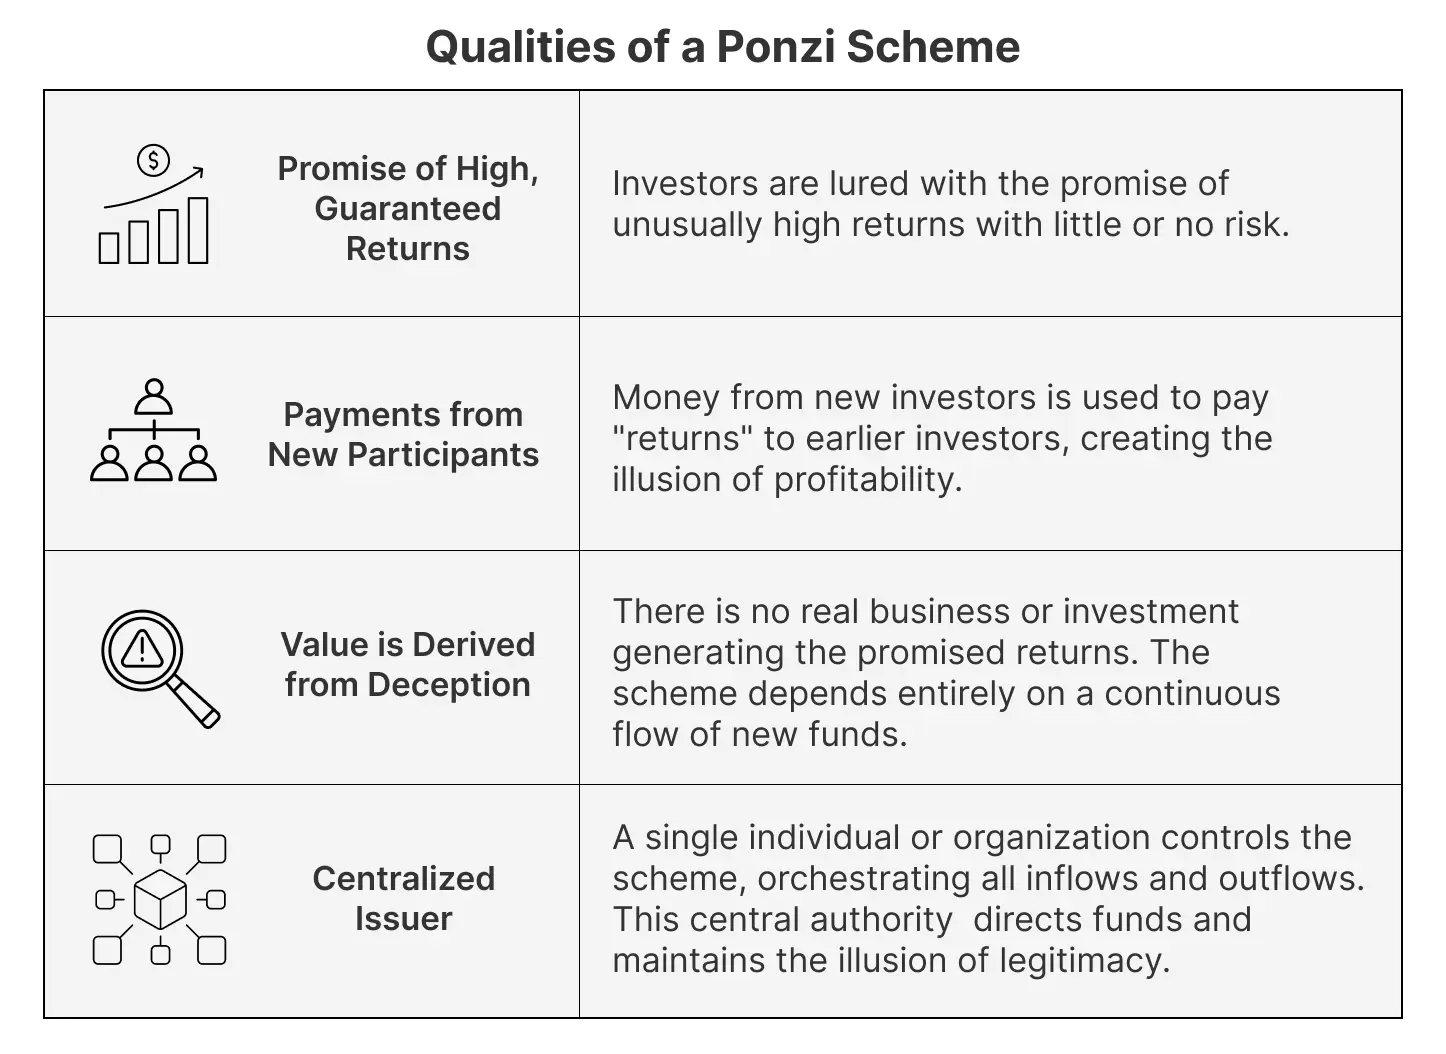 Qualities of a Ponzi Scheme
$
Promise of High,
Guaranteed
Returns
Investors are lured with the promise of
unusually high returns with little or no risk.
Payments from
New Participants
Money from new investors is used to pay
"returns" to earlier investors, creating the
illusion of profitability.
Value is Derived
from Deception
There is no real business or investment
generating the promised returns. The
scheme depends entirely on a continuous
flow of new funds.
Centralized
Issuer
A single individual or organization controls the
scheme, orchestrating all inflows and outflows.
This central authority  directs funds and
maintains the illusion of legitimacy.